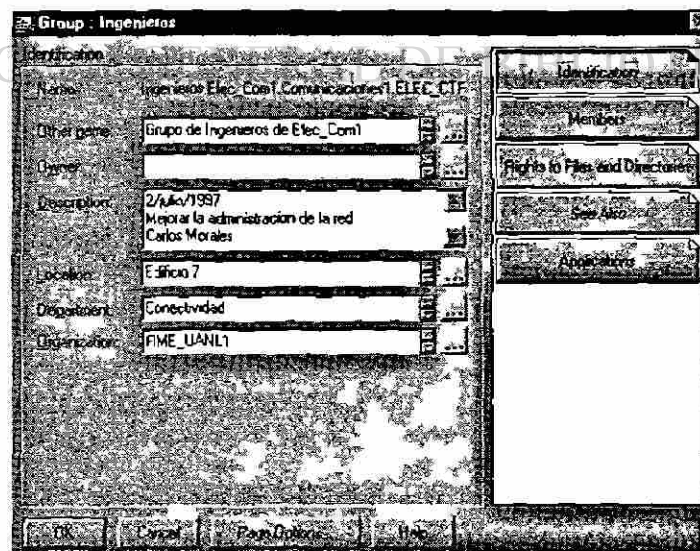 Group : Ingenieros
Identification
Name: Ingenieros Elec_Com1.Comunicaciones1.ELEC_CTF
Other name: Grupo de Ingenieros de Elec_Com1
Owner:
Description: 2/julio/1997
Mejorar la administracion de la red
Carlos Morales
Location: Edificio 7
Department: Conectividad
Organization: FIME_UANL1
Identification
Members
Rights to Files and Directories
See Also
Applications
OK Cancel Page Options Help